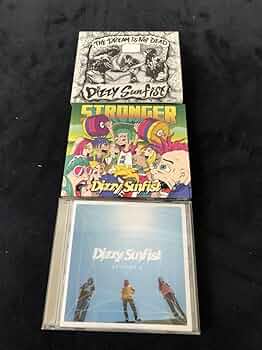 THE DREAM IS NOT DEAD
Dizzy Sunfist
STRONGER
Dizzy Sunfist
Dizzy Sunfist